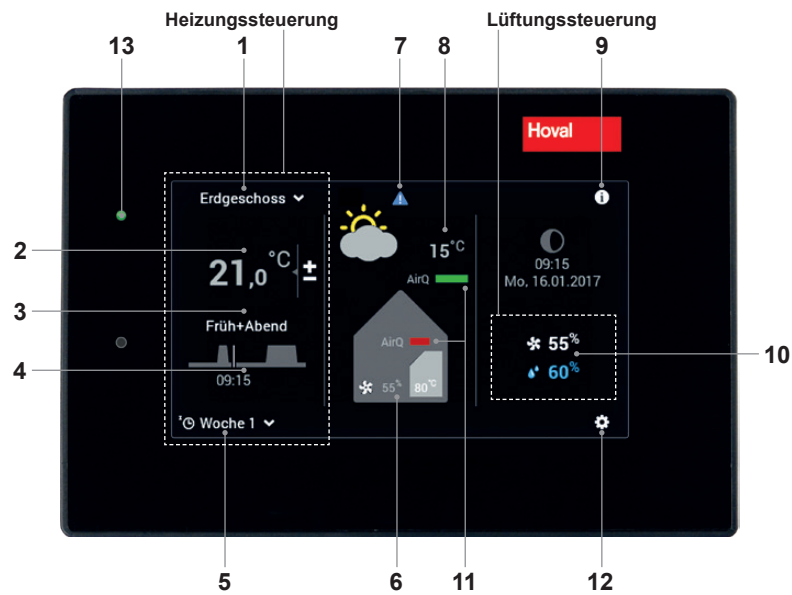 Heizungssteuerung
Lüftungssteuerung
13
1
7
8
9
Hoval
Erdgeschoss
15°C
09:15
Mo, 16.01.2017
2
21,0 °C ±
AirQ
3
Früh+Abend
AirQ
55%
10
4
09:15
55%
80°C
60%
Woche 1
5
6
11
12